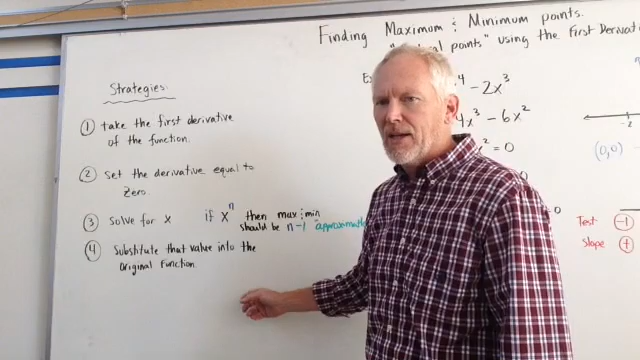 Finding Maximum & Minimum points.
points" using the First
Strategies
① take the first derivative
of the function.
② Set the derivative equal to
Zero.
③ Solve for x if xⁿ then max & min
should be n-1
④ Substitute that value into the
Original Function.
4 - 2x³
4x³ - 6x²
² = 0
= 0
-2
(0,0)
Test -1
Slope +